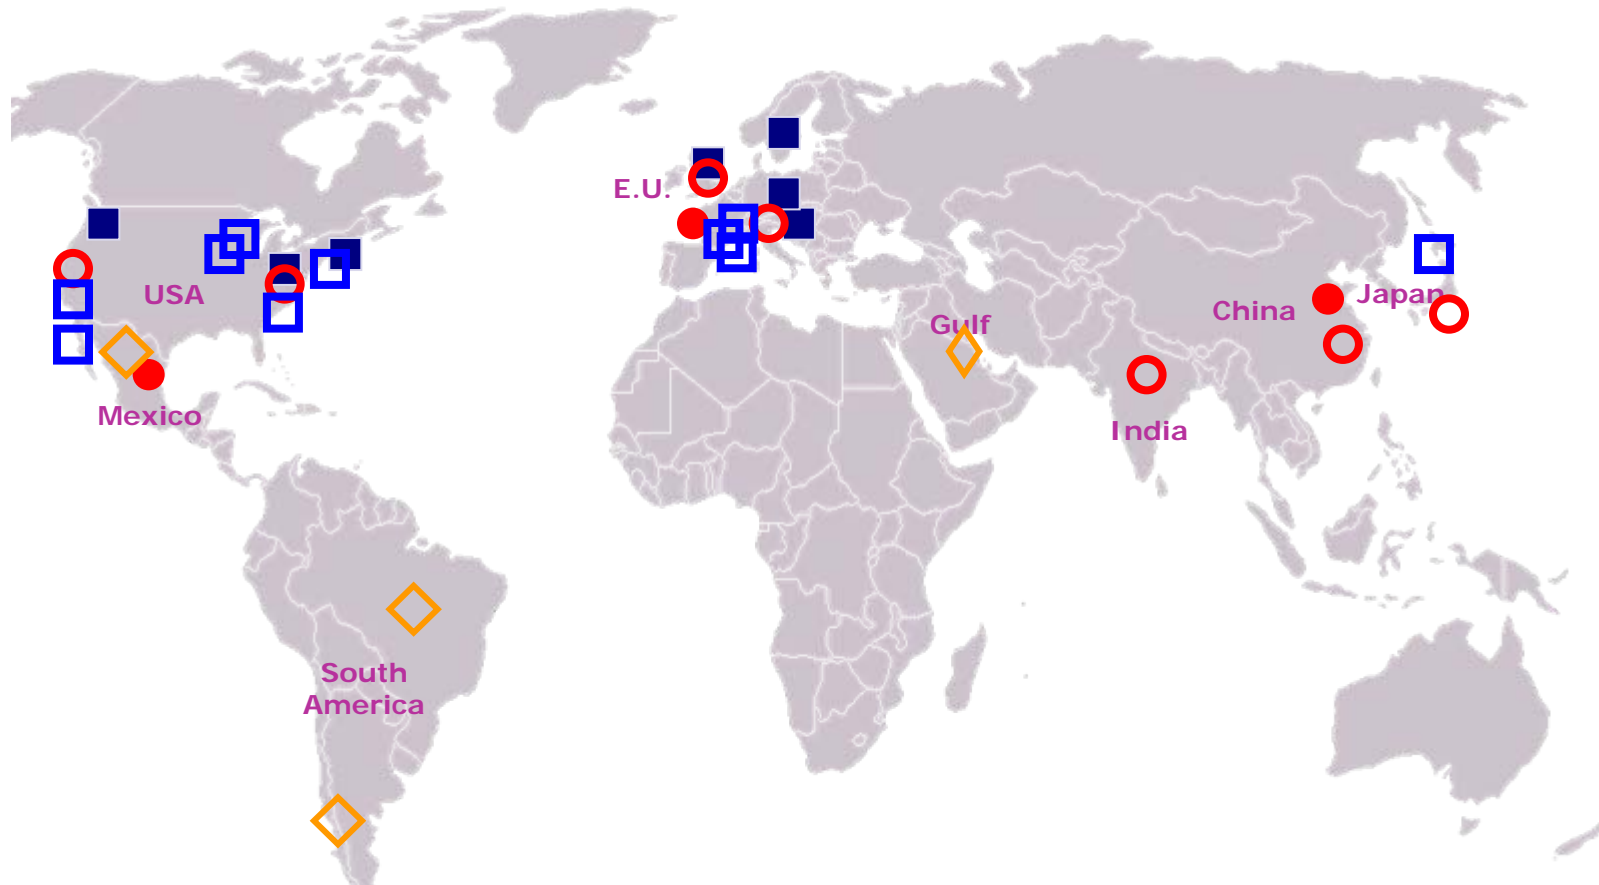 E.U.
USA
Gulf
China
Japan
Mexico
India
South
America